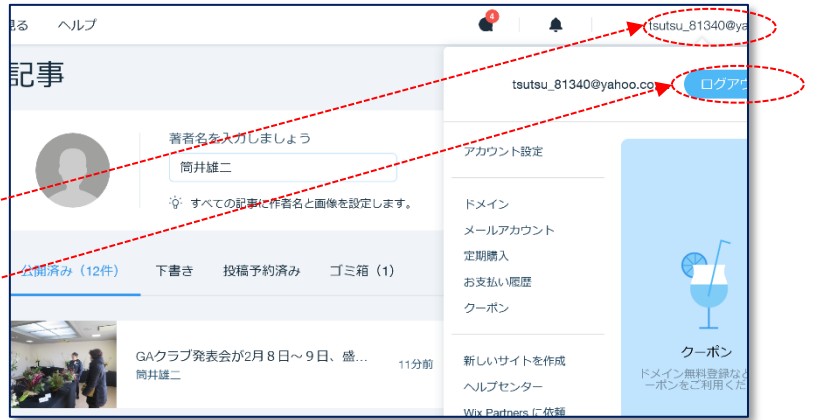 見る ヘルプ
4
tsutsu_81340@ya
記事
tsutsu_81340@yahoo.co
ログアウ
著者名を入力しましょう
筒井雄二
すべての記事に作者名と画像を設定します。
公開済み（12件） 下書き 投稿予約済み ゴミ箱（1）
GAクラブ発表会が2月８日～９日、盛...
筒井雄二
11分前
アカウント設定
ドメイン
メールアカウント
定期購入
お支払い履歴
クーポン
新しいサイトを作成
ヘルプセンター
Wix Partners に依頼
クーポン
ドメイン無料登録など
ーポンをご利用くだ